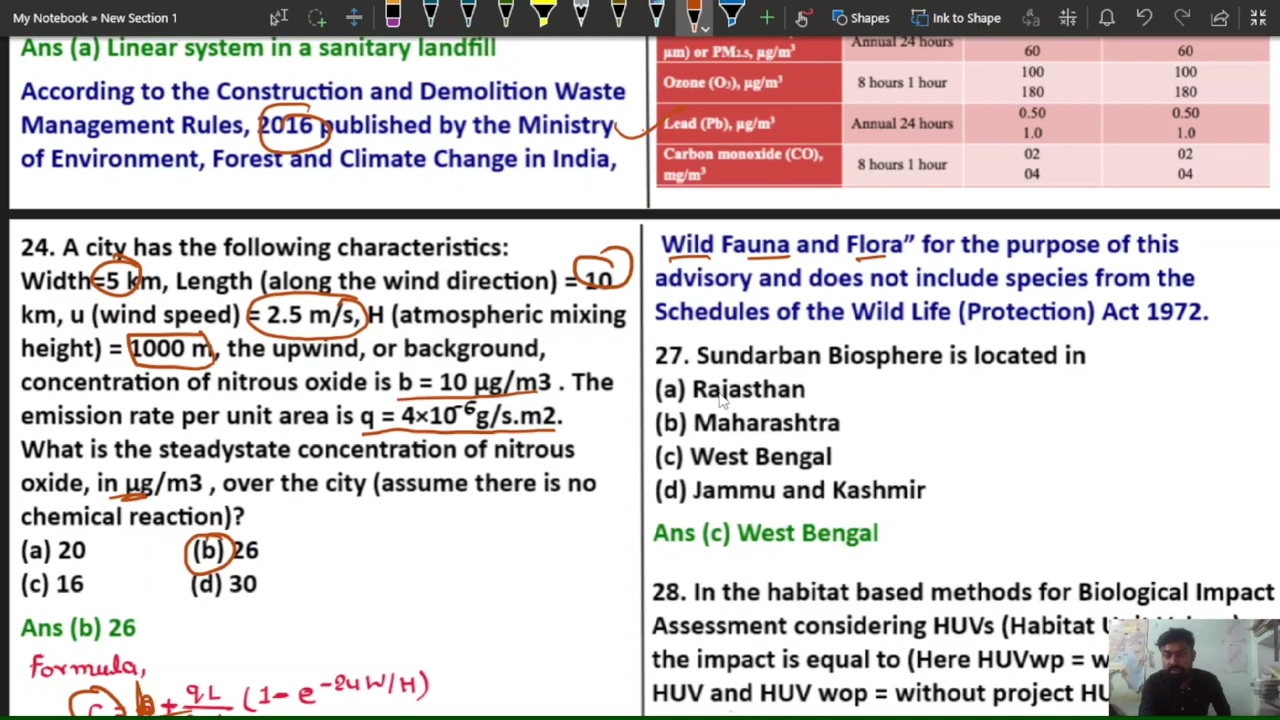 My Notebook » New Section 1
Shapes
Ink to Shape
Ans (a) Linear system in a sanitary landfill
According to the Construction and Demolition Waste
Management Rules, 2016 published by the Ministry
of Environment, Forest and Climate Change in India,
µm) or PM2.5, µg/m³ Annual 24 hours
60 60
Ozone (O3), µg/m³ 8 hours 1 hour 100 100
180 180
Lead (Pb), µg/m³ Annual 24 hours 0.50 0.50
1.0 1.0
Carbon monoxide (CO), 02 02
mg/m³ 8 hours 1 hour 04 04
24. A city has the following characteristics:
Width=5 km, Length (along the wind direction) = 10
km, u (wind speed) = 2.5 m/s, H (atmospheric mixing
height) = 1000 m, the upwind, or background,
concentration of nitrous oxide is b = 10 µg/m3 . The
emission rate per unit area is q = 4×10⁻⁶g/s.m2.
What is the steadystate concentration of nitrous
oxide, in µg/m3 , over the city (assume there is no
chemical reaction)?
(a) 20 (b) 26
(c) 16 (d) 30
Ans (b) 26
Formula,
qL (1-e^-2uW/H)
Wild Fauna and Flora” for the purpose of this
advisory and does not include species from the
Schedules of the Wild Life (Protection) Act 1972.
27. Sundarban Biosphere is located in
(a) Rajasthan
(b) Maharashtra
(c) West Bengal
(d) Jammu and Kashmir
Ans (c) West Bengal
28. In the habitat based methods for Biological Impact
Assessment considering HUVs (Habitat
the impact is equal to (Here HUVwp =
HUV and HUV wop = without project